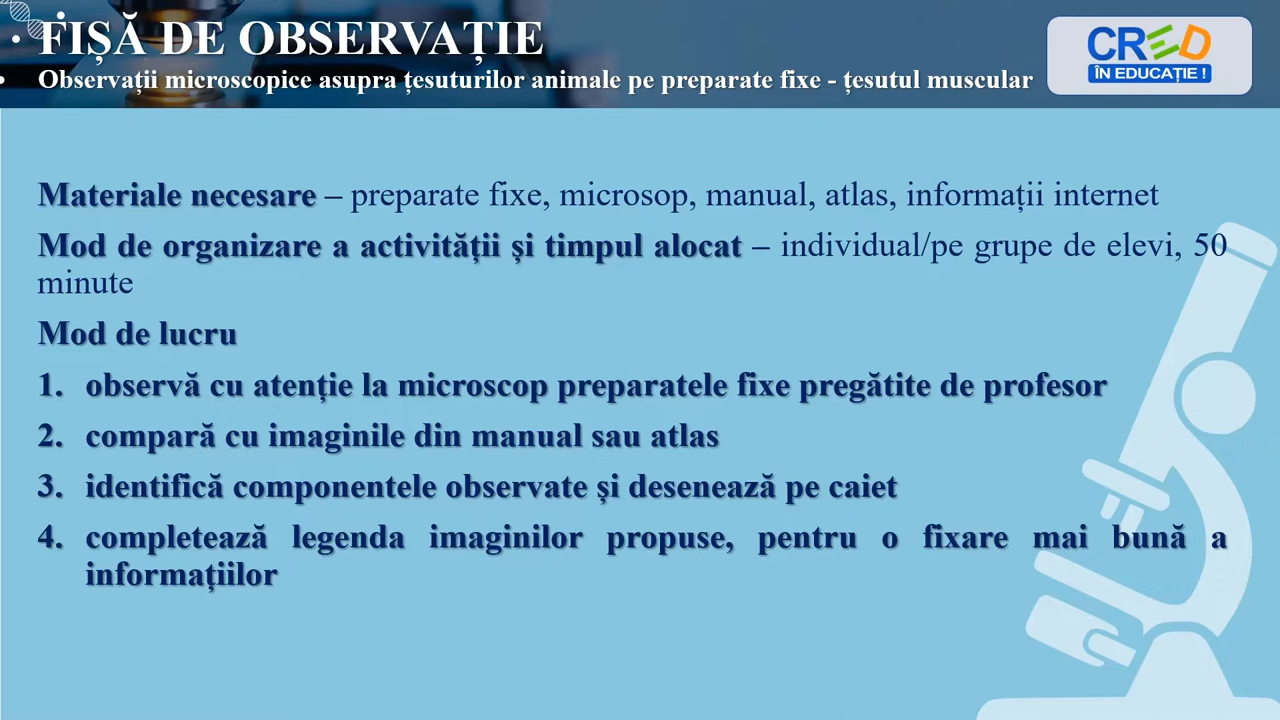 • FIȘĂ DE OBSERVAȚIE
• Observații microscopice asupra țesuturilor animale pe preparate fixe - țesutul muscular
CRED
ÎN EDUCAȚIE !
Materiale necesare – preparate fixe, microsop, manual, atlas, informații internet
Mod de organizare a activității și timpul alocat – individual/pe grupe de elevi, 50
minute
Mod de lucru
1. observă cu atenție la microscop preparatele fixe pregătite de profesor
2. compară cu imaginile din manual sau atlas
3. identifică componentele observate și desenează pe caiet
4. completează legenda imaginilor propuse, pentru o fixare mai bună a
informațiilor